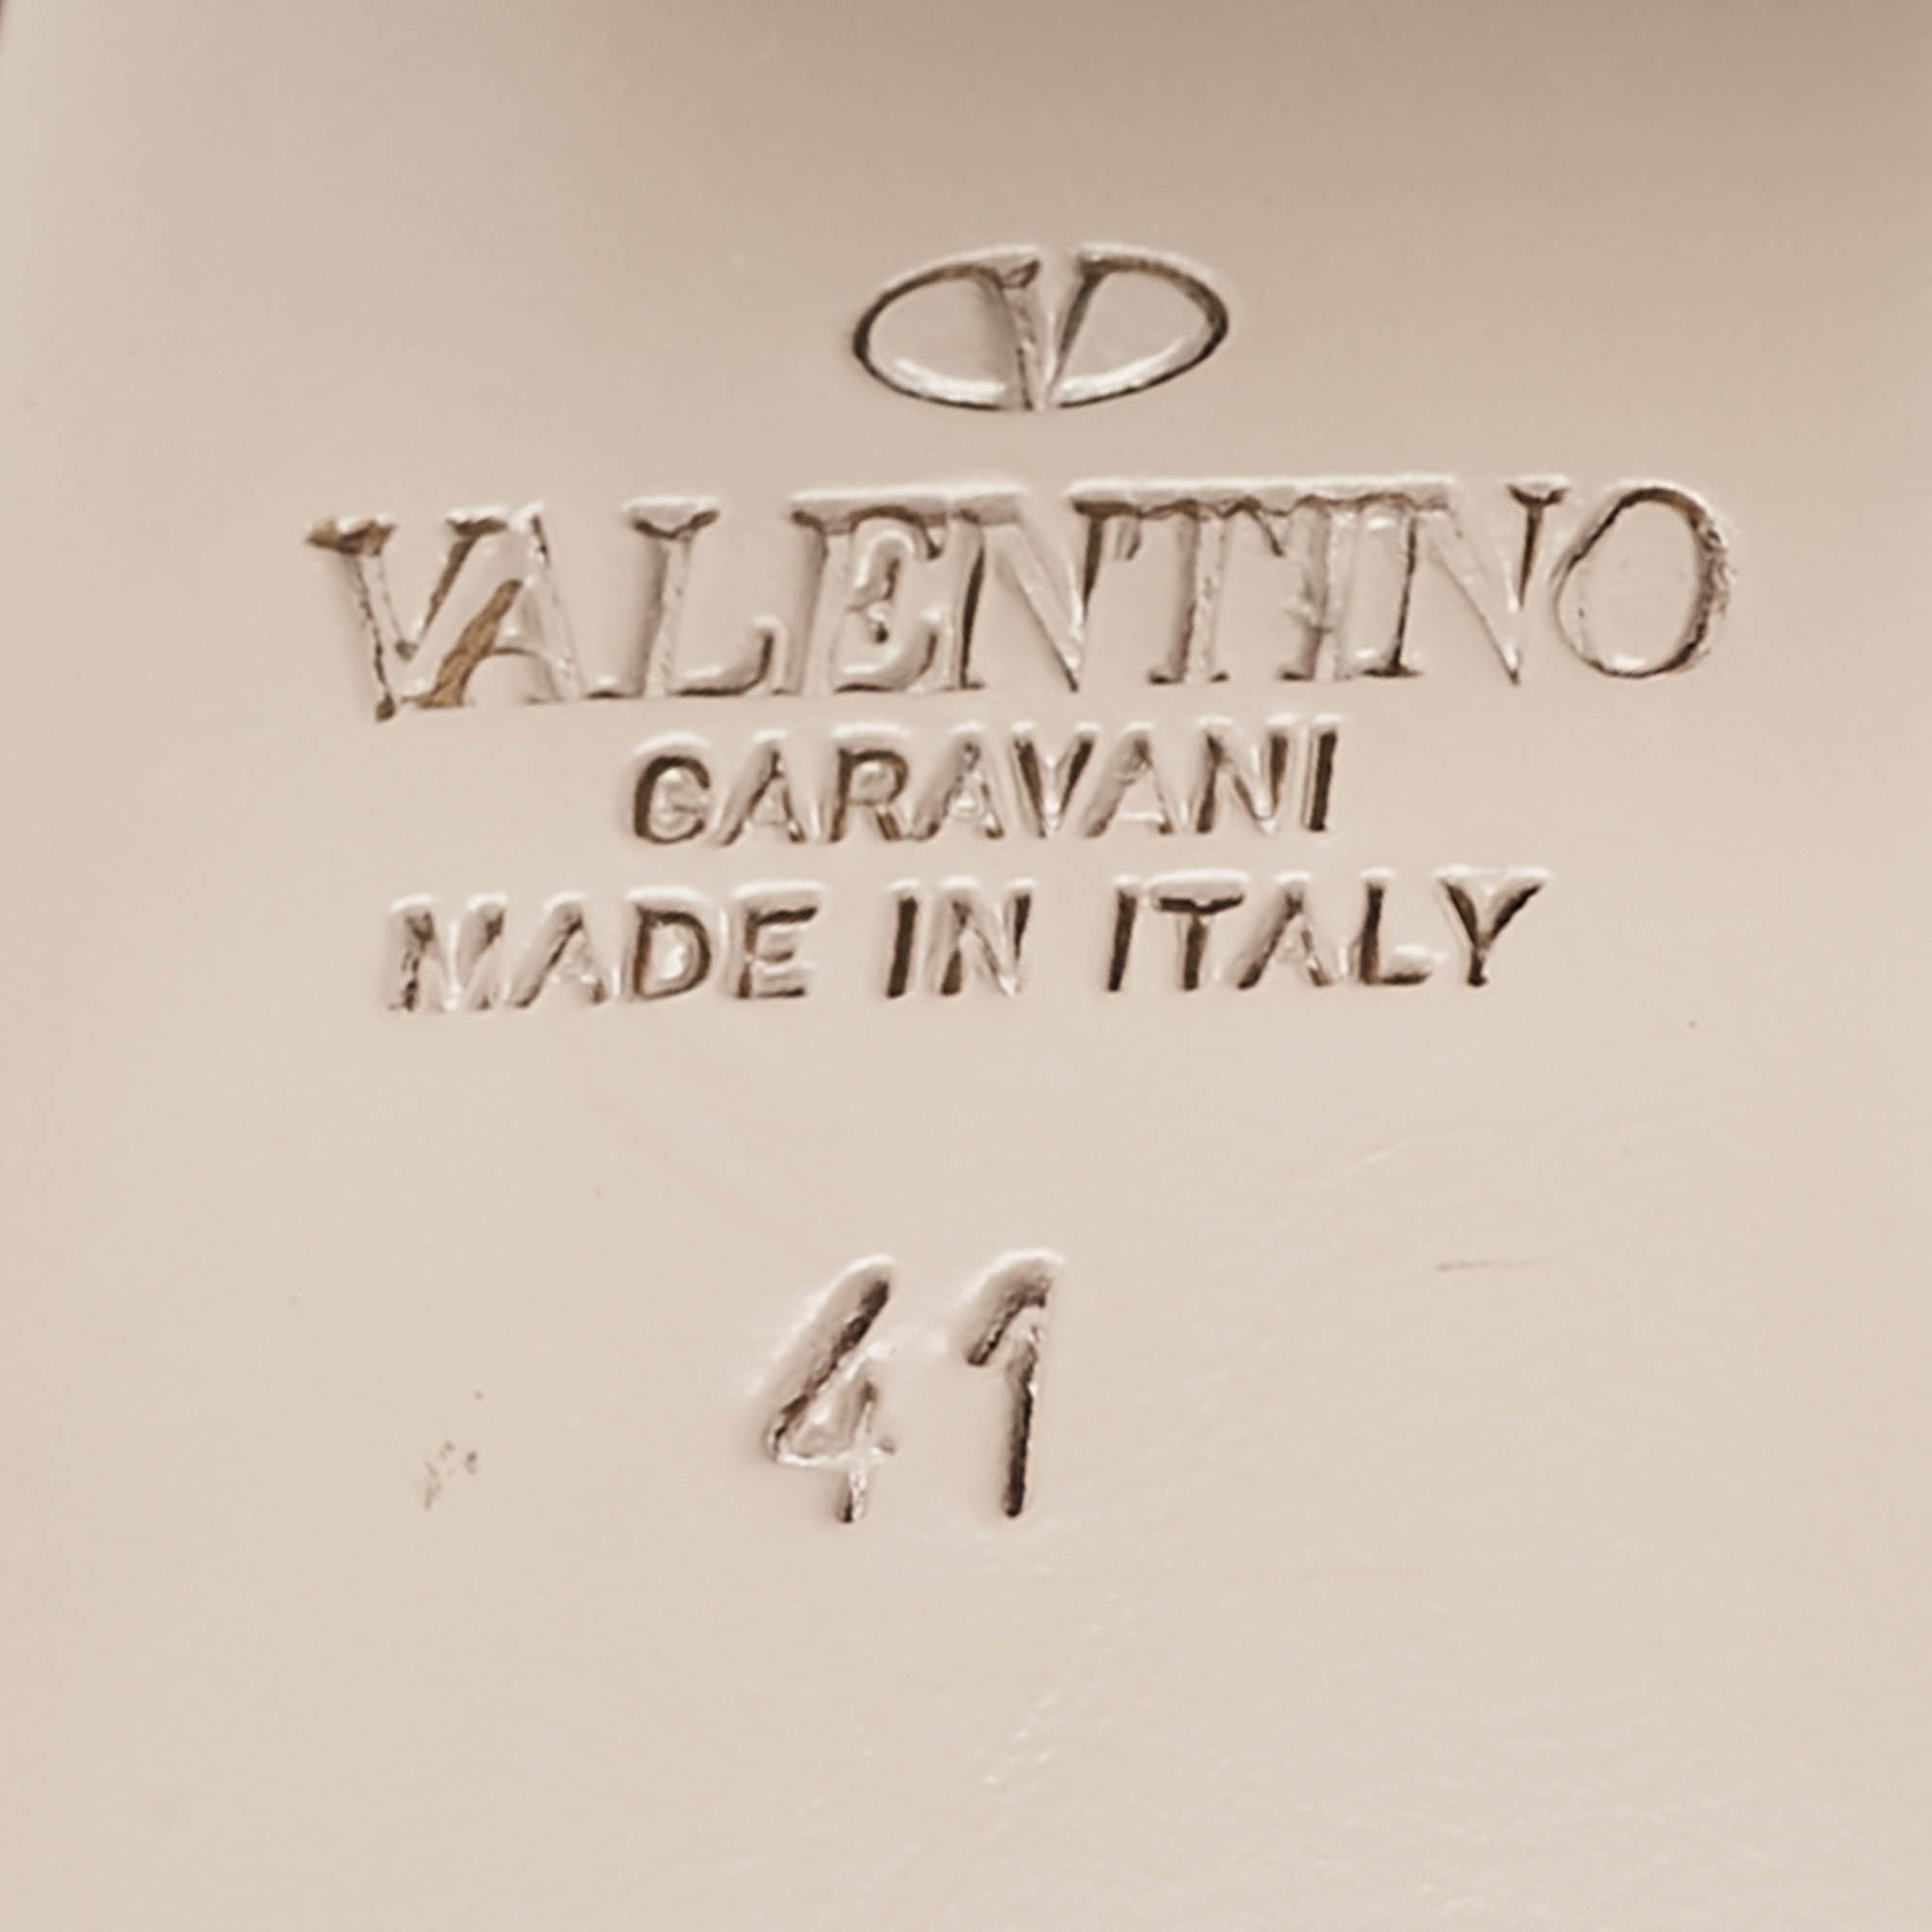 V
VALENTINO
GARAVANI
MADE IN ITALY
41